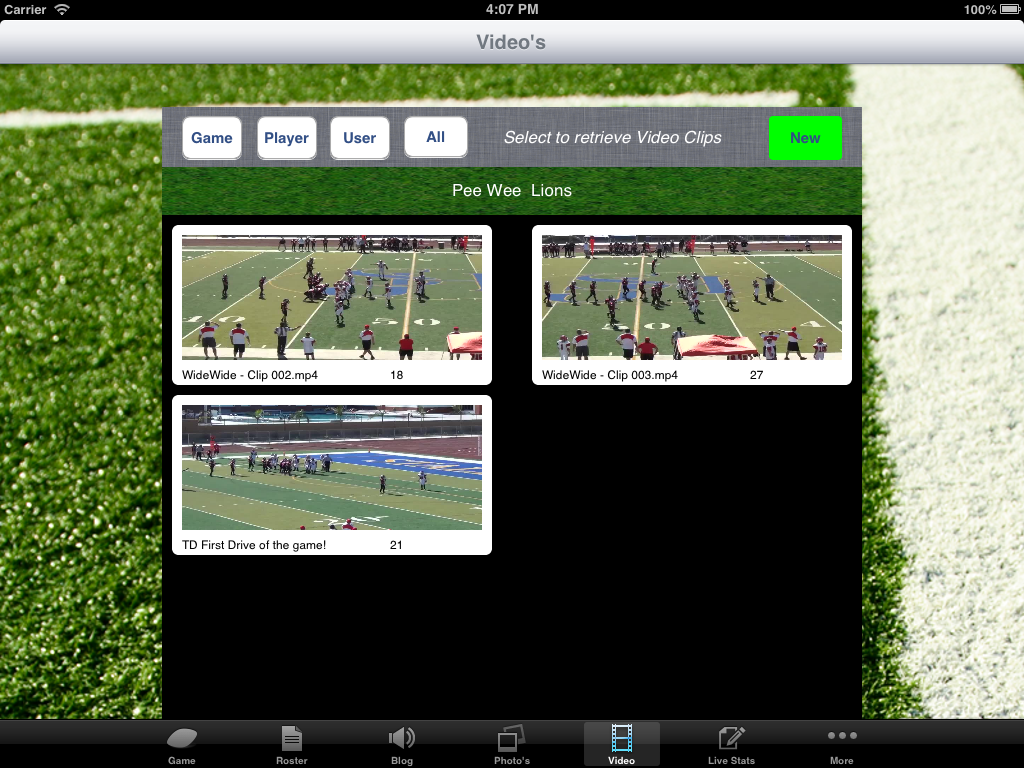 Carrier 4:07 PM 100%
Video's
Game Player User All Select to retrieve Video Clips New
Pee Wee Lions
5 0
WideWide - Clip 002.mp4 18
WideWide - Clip 003.mp4 27
TD First Drive of the game! 21
Game Roster Blog Photo's Video Live Stats More